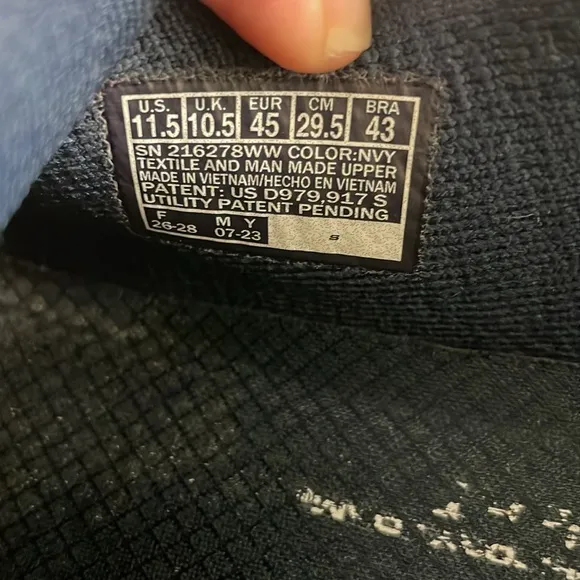 U.S. U.K. EUR CM BRA
11.5 10.5 45 29.5 43
SN 216278WW COLOR:NVY
TEXTILE AND MAN MADE UPPER
MADE IN VIETNAM/HECHO EN VIETNAM
PATENT: US D979,917 S
UTILITY PATENT PENDING
F M Y
26-28 07-23 S